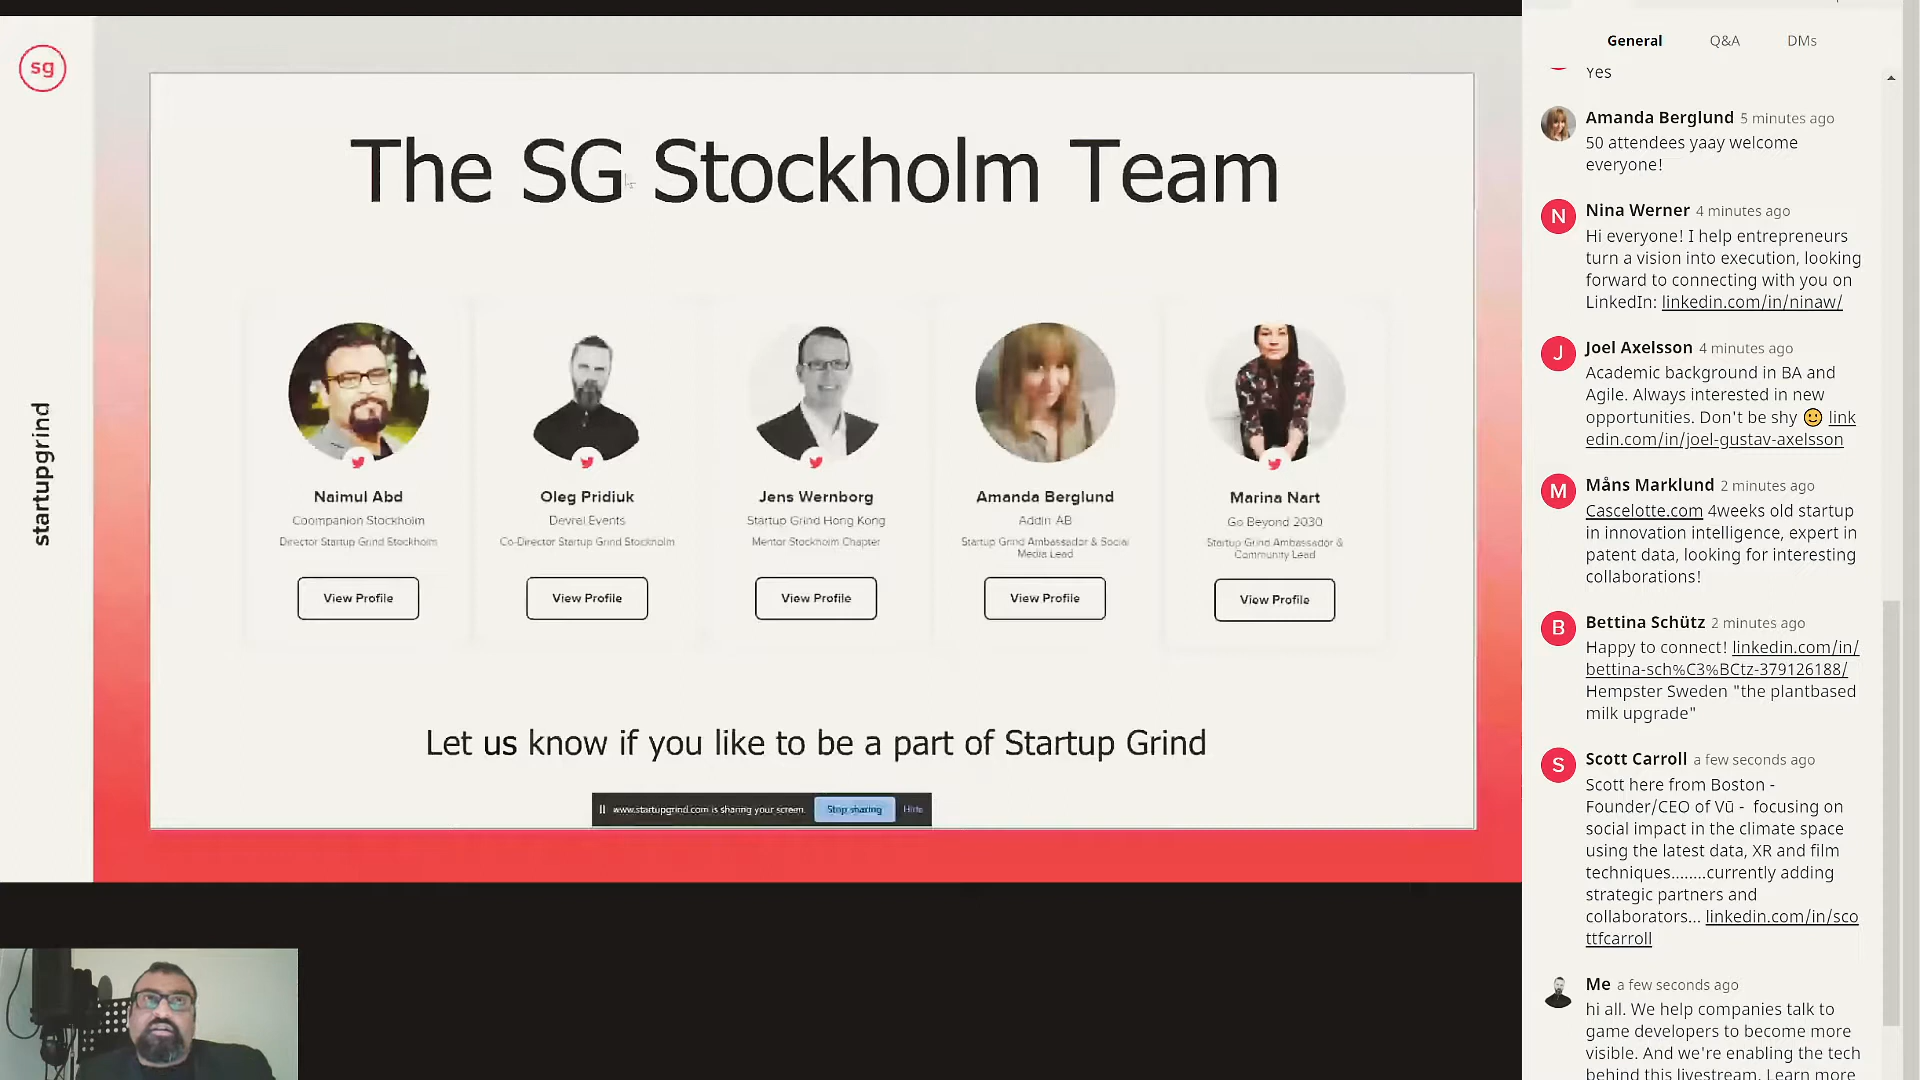 sg
startupgrind
The SG Stockholm Team
Naimul Abd
Coompanion Stockholm
Director Startup Grind Stockholm
View Profile
Oleg Pridiuk
Devrel.Events
Co-Director Startup Grind Stockholm
View Profile
Jens Wernborg
Startup Grind Hong Kong
Mentor Stockholm Chapter
View Profile
Amanda Berglund
Addin AB
Startup Grind Ambassador & Social
Media Lead
View Profile
Marina Nart
Go Beyond 2030
Startup Grind Ambassador &
Community Lead
View Profile
Let us know if you like to be a part of Startup Grind
www.startupgrind.com is sharing your screen. Stop sharing Hide
General Q&A DMs
Yes
Amanda Berglund 5 minutes ago
50 attendees yaay welcome
everyone!
N Nina Werner 4 minutes ago
Hi everyone! I help entrepreneurs
turn a vision into execution, looking
forward to connecting with you on
LinkedIn: linkedin.com/in/ninaw/
J Joel Axelsson 4 minutes ago
Academic background in BA and
Agile. Always interested in new
opportunities. Don't be shy 🙂 link
edin.com/in/joel-gustav-axelsson
M Måns Marklund 2 minutes ago
Cascelotte.com 4weeks old startup
in innovation intelligence, expert in
patent data, looking for interesting
collaborations!
B Bettina Schütz 2 minutes ago
Happy to connect! linkedin.com/in/
bettina-sch%C3%BCtz-379126188/
Hempster Sweden "the plantbased
milk upgrade"
S Scott Carroll a few seconds ago
Scott here from Boston -
Founder/CEO of Vū - focusing on
social impact in the climate space
using the latest data, XR and film
techniques........currently adding
strategic partners and
collaborators... linkedin.com/in/sco
ttfcarroll
Me a few seconds ago
hi all. We help companies talk to
game developers to become more
visible. And we're enabling the tech
behind this livestream. Learn more